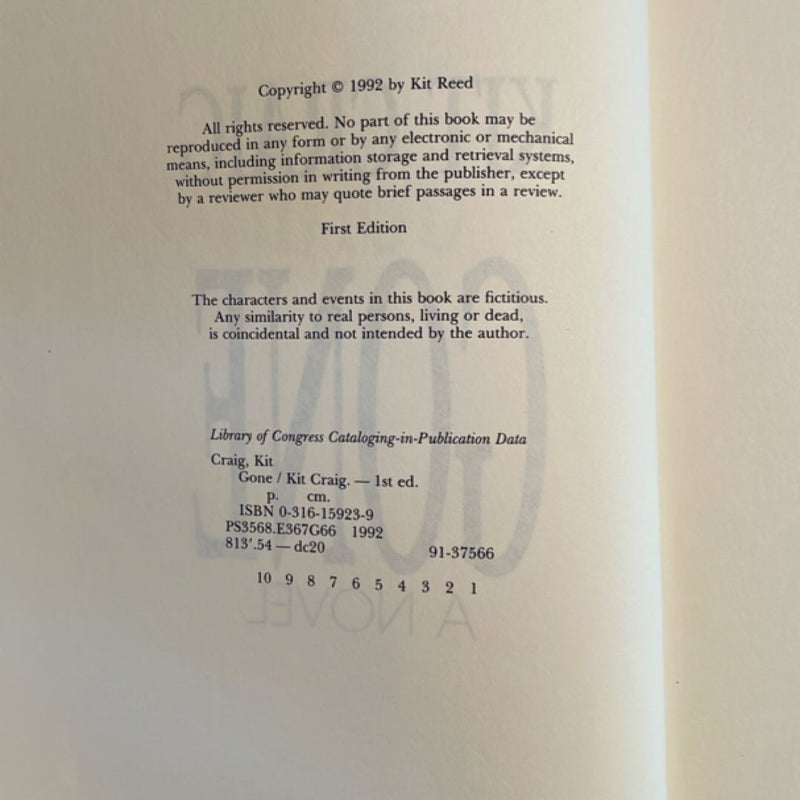 Copyright © 1992 by Kit Reed
All rights reserved. No part of this book may be
reproduced in any form or by any electronic or mechanical
means, including information storage and retrieval systems,
without permission in writing from the publisher, except
by a reviewer who may quote brief passages in a review.
First Edition
The characters and events in this book are fictitious.
Any similarity to real persons, living or dead,
is coincidental and not intended by the author.
Library of Congress Cataloging-in-Publication Data
Craig, Kit
Gone / Kit Craig. — 1st ed.
p. cm.
ISBN 0-316-15923-9
PS3568.E367G66 1992
813'.54 — dc20 91-37566
10 9 8 7 6 5 4 3 2 1
GONE
A NOVEL